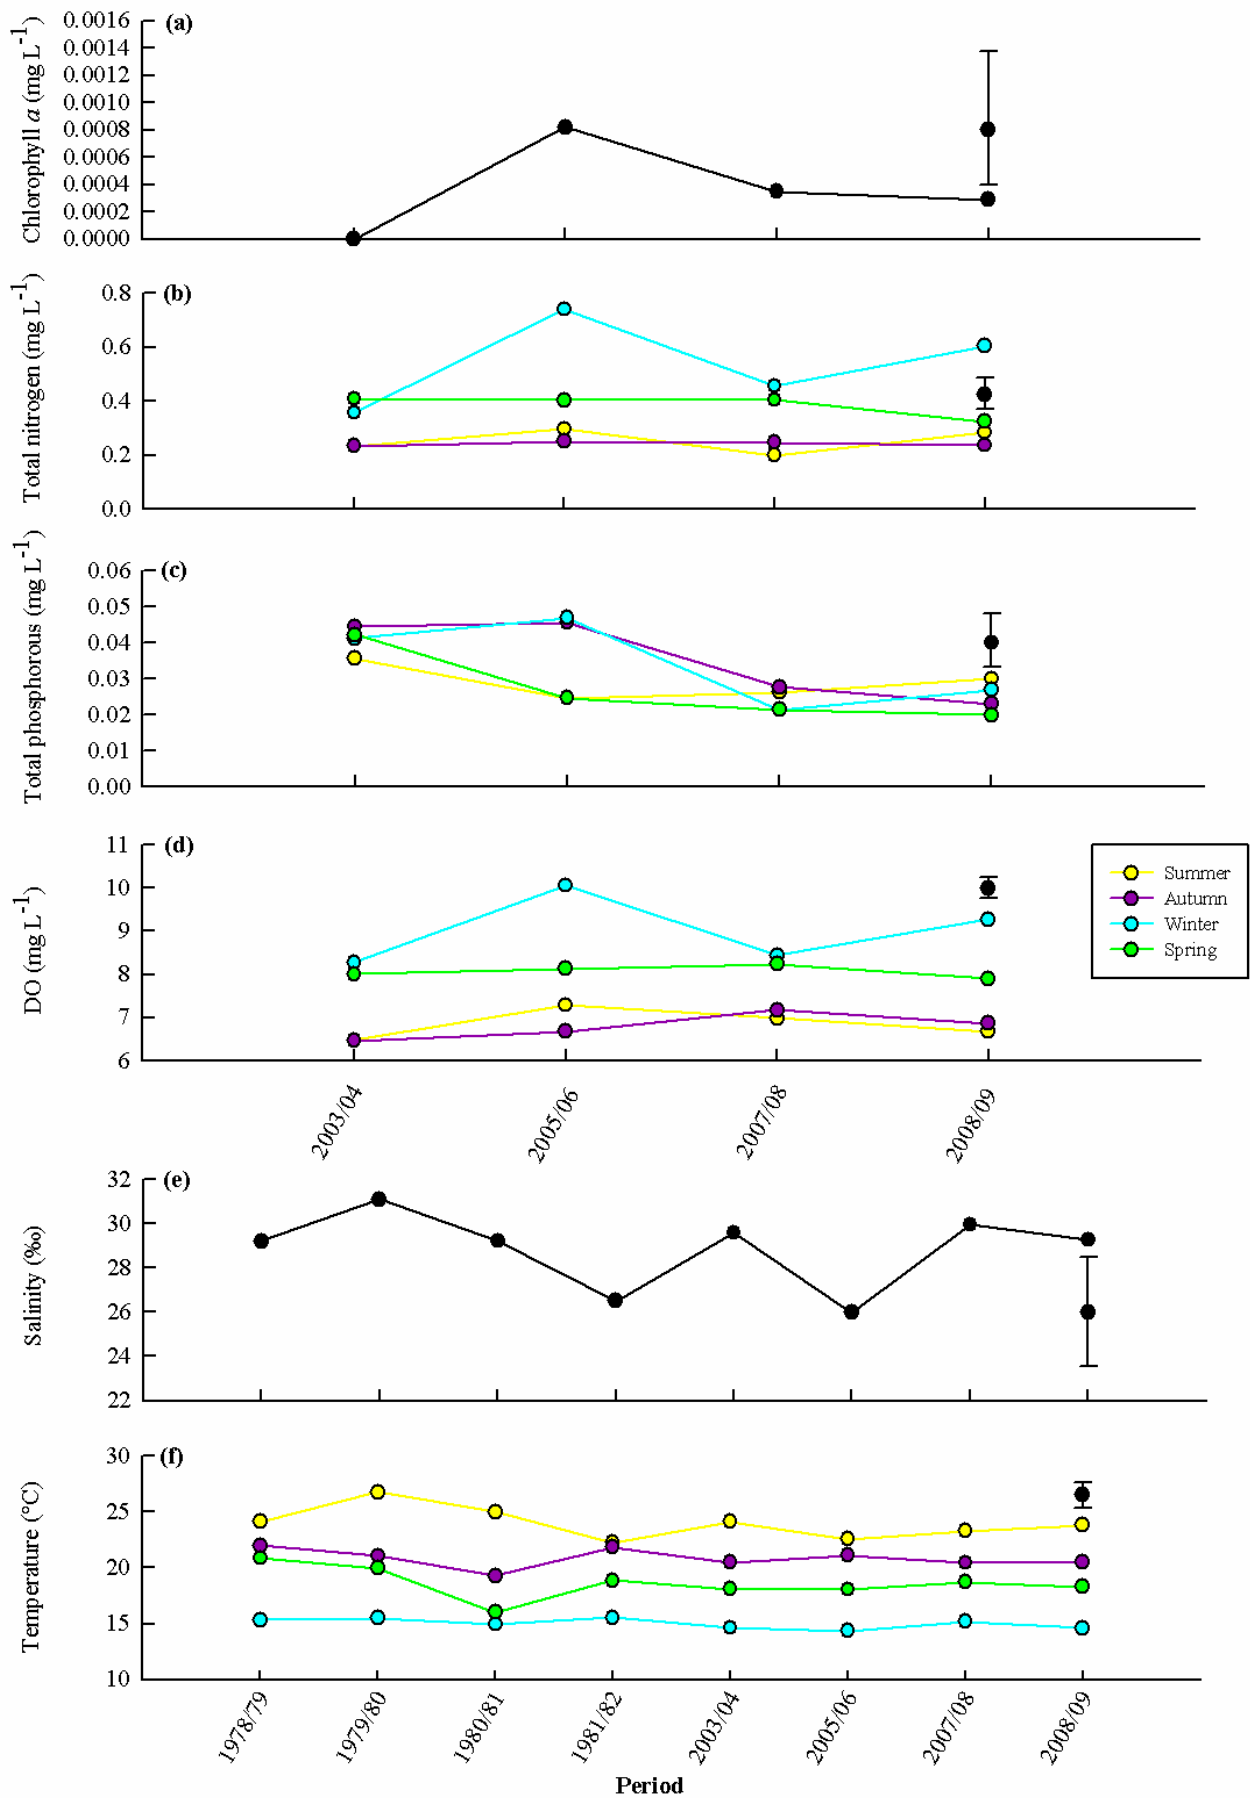 (a)
Chlorophyll a (mg L-1)
0.0016
0.0014
0.0012
0.0010
0.0008
0.0006
0.0004
0.0002
0.0000
(b)
Total nitrogen (mg L-1)
0.8
0.6
0.4
0.2
0.0
(c)
Total phosphorous (mg L-1)
0.06
0.05
0.04
0.03
0.02
0.01
0.00
(d)
DO (mg L-1)
11
10
9
8
7
6
Summer
Autumn
Winter
Spring
2003/04
2005/06
2007/08
2008/09
(e)
Salinity (‰)
32
30
28
26
24
22
(f)
Temperature (°C)
30
25
20
15
10
1978/79
1979/80
1980/81
1981/82
2003/04
2005/06
2007/08
2008/09
Period